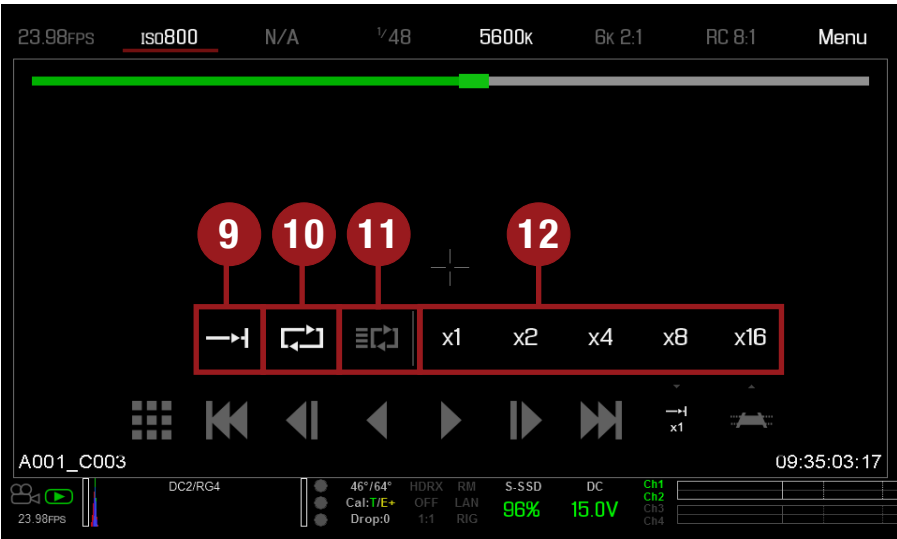 23.98FPS ISO800 N/A 1/48 5600K 6K 2:1 RC 8:1 Menu
9 10 11 12
x1 x2 x4 x8 x16
x1
A001_C003 09:35:03:17
DC2/RG4 46°/64° HDRX RM S-SSD DC Ch1
Cal:T/E+ OFF LAN 96% 15.0V Ch2
23.98FPS Drop:0 1:1 RIG Ch3
Ch4